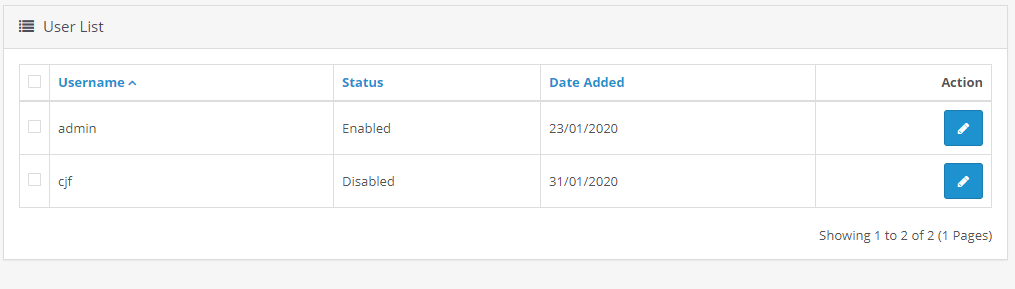 User List
Username Status Date Added Action
admin Enabled 23/01/2020
cjf Disabled 31/01/2020
Showing 1 to 2 of 2 (1 Pages)